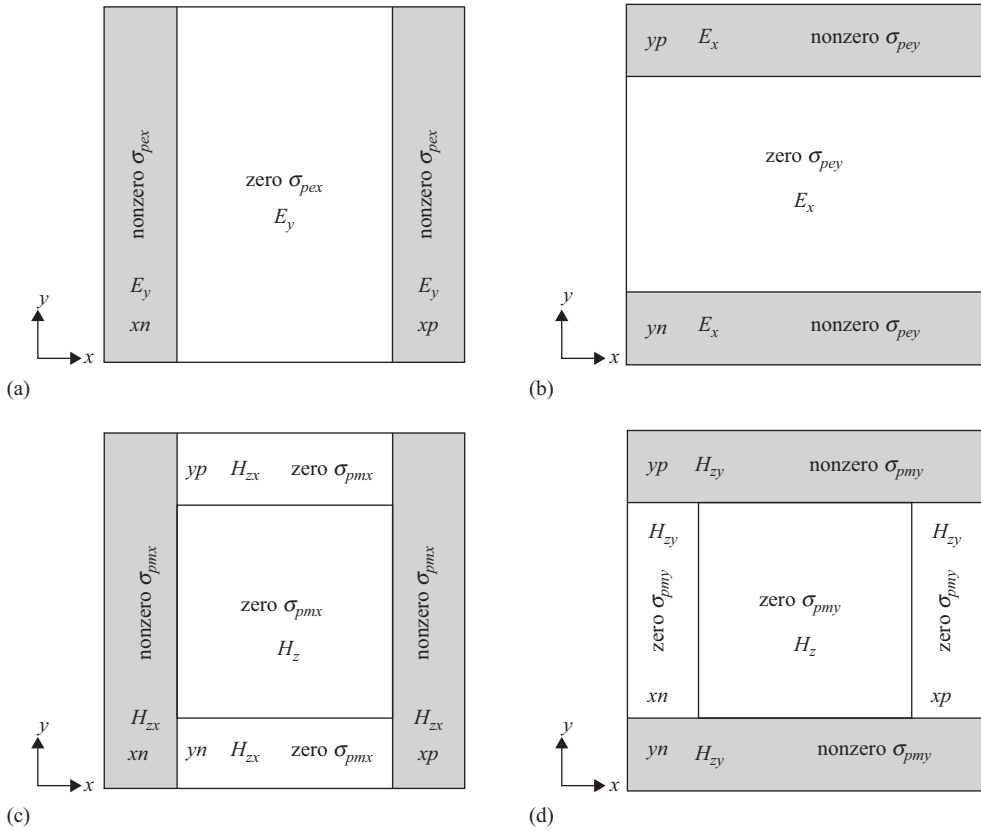 nonzero σpex
Ey
xn
zero σpex
Ey
nonzero σpex
Ey
xp
y
x
(a)
yp Ex nonzero σpey
zero σpey
Ex
yn Ex nonzero σpey
y
x
(b)
yp Hzx zero σpmx
nonzero σpmx
Hzx
xn
zero σpmx
Hz
nonzero σpmx
Hzx
xp
yn Hzx zero σpmx
y
x
(c)
yp Hzy nonzero σpmy
Hzy
zero σpmy
xn
zero σpmy
Hz
Hzy
zero σpmy
xp
yn Hzy nonzero σpmy
y
x
(d)